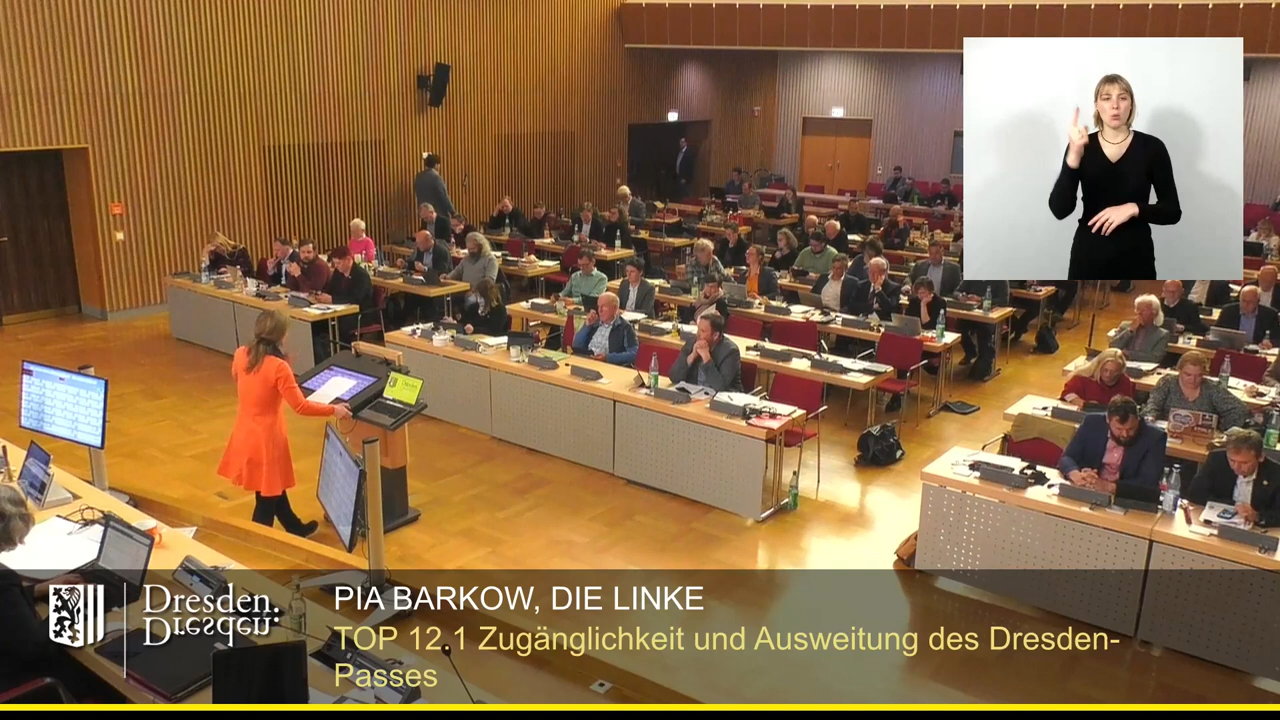 Dresden.
Dresden.
PIA BARKOW, DIE LINKE
TOP 12.1 Zugänglichkeit und Ausweitung des Dresden-
Passes